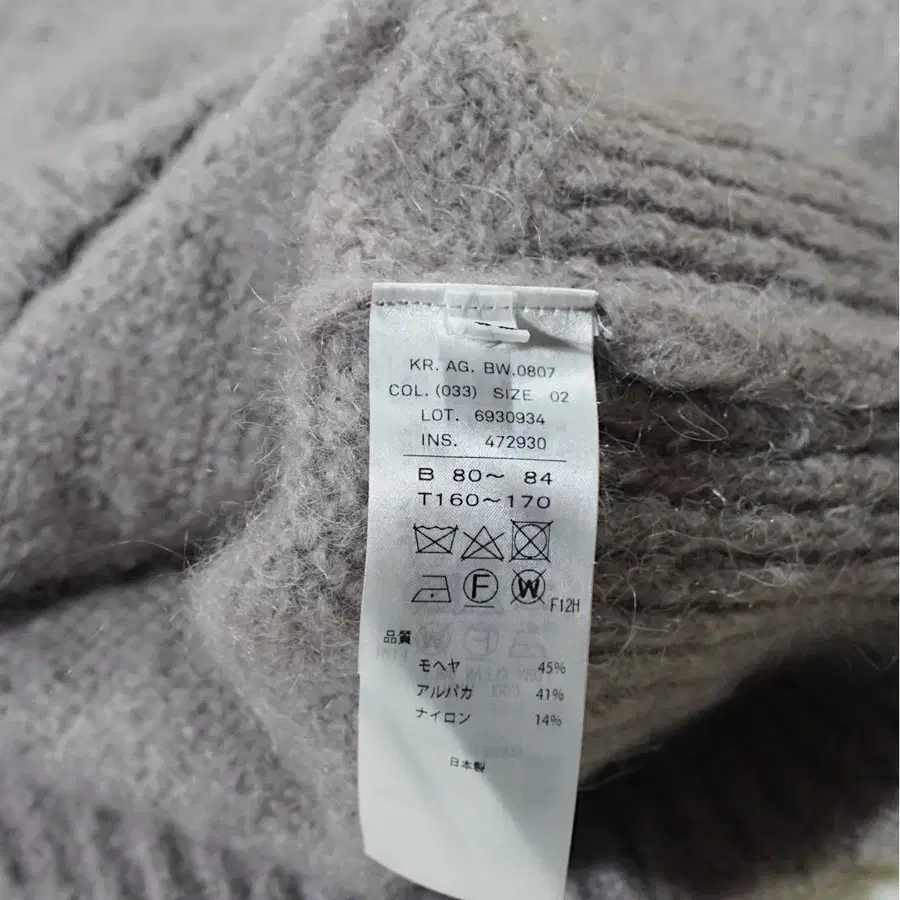 KR. AG. BW.0807
COL. (033) SIZE 02
LOT. 6930934
INS. 472930
B 80～ 84
T160～170
F W F12H
品質
モヘヤ 45%
アルパカ 41%
ナイロン 14%
日本製